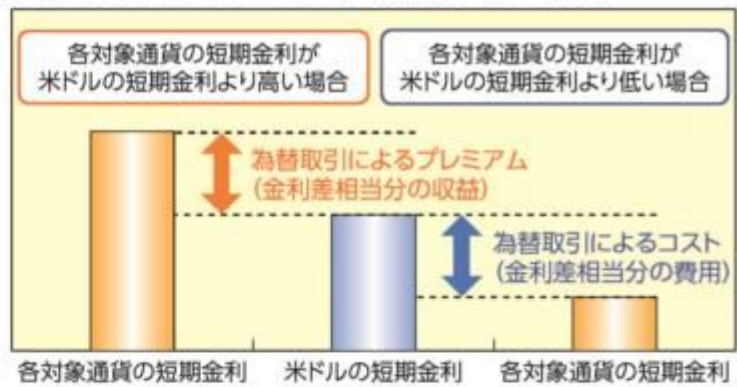 各対象通貨の短期金利が
米ドルの短期金利より高い場合
各対象通貨の短期金利が
米ドルの短期金利より低い場合
為替取引によるプレミアム
(金利差相当分の収益)
為替取引によるコスト
(金利差相当分の費用)
各対象通貨の短期金利
米ドルの短期金利
各対象通貨の短期金利